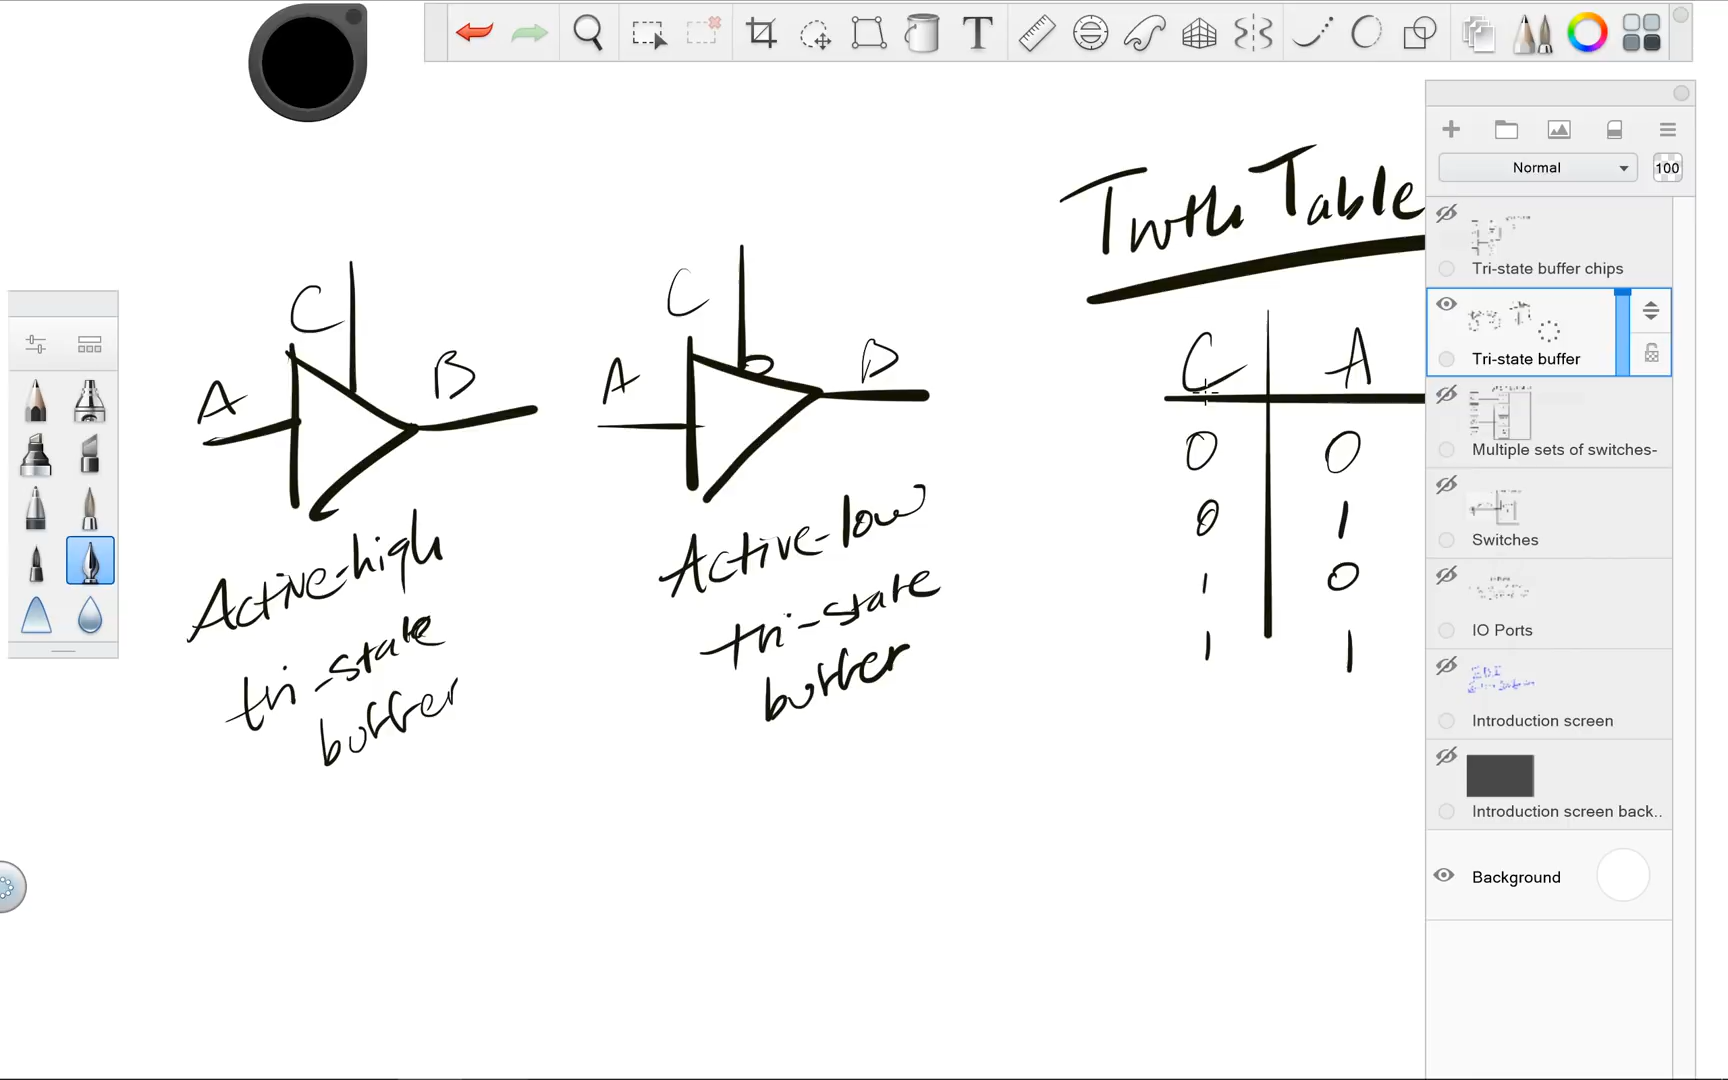 T
Normal
100
Truth Table
Tri-state buffer chips
C
C
A
B
Tri-state buffer
A
B
C
A
Multiple sets of switches-
0
0
0
1
Switches
1
0
1
1
Active-high
tri-state
buffer
Active-low
tri-state
buffer
IO Ports
Introduction screen
Introduction screen back..
Background